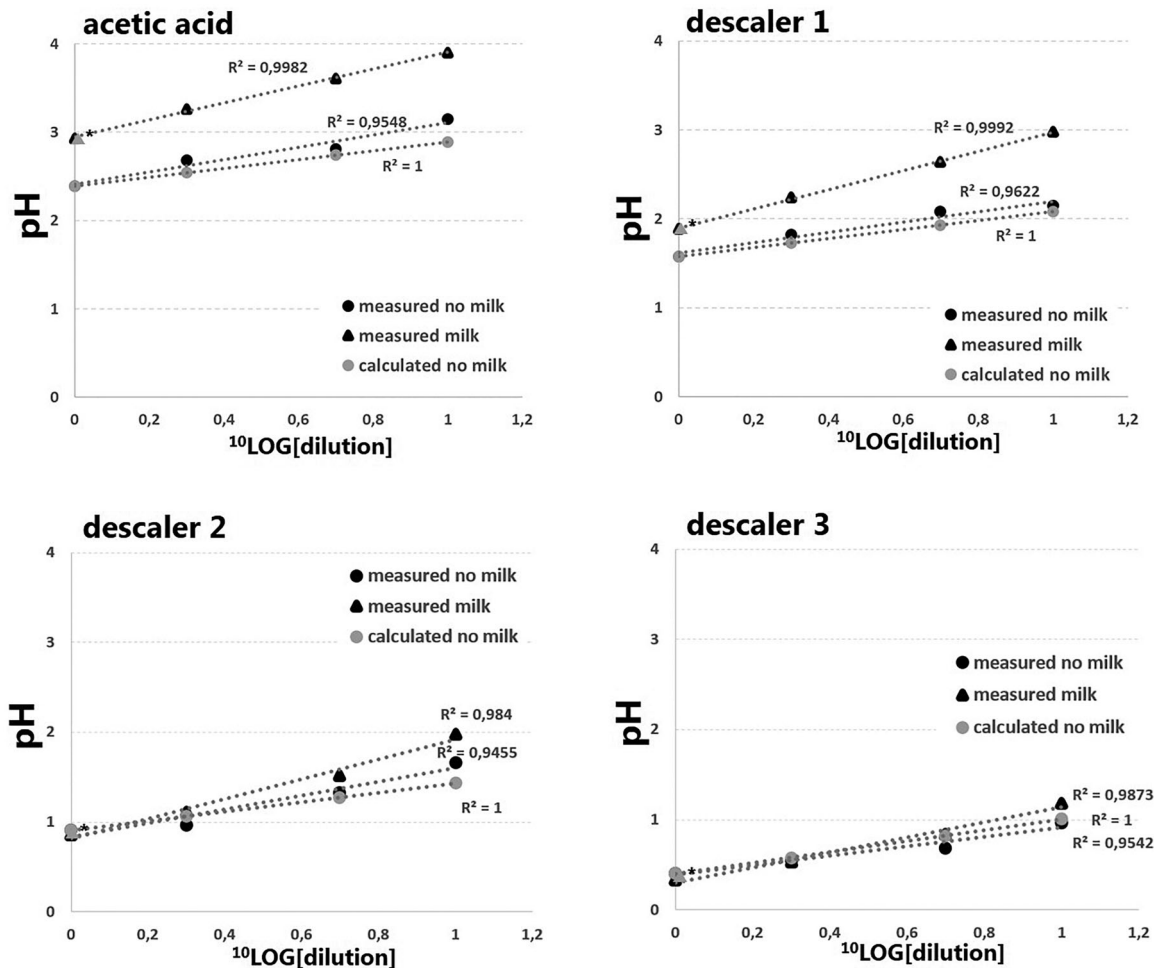 acetic acid
4
3
2
1
0
pH
R² = 0,9982
*
R² = 0,9548
R² = 1
measured no milk
measured milk
calculated no milk
0 0,2 0,4 0,6 0,8 1 1,2
¹⁰LOG[dilution]
descaler 1
4
3
2
1
0
pH
R² = 0,9992
*
R² = 0,9622
R² = 1
measured no milk
measured milk
calculated no milk
0 0,2 0,4 0,6 0,8 1 1,2
¹⁰LOG[dilution]
descaler 2
4
3
2
1
0
pH
measured no milk
measured milk
calculated no milk
R² = 0,984
R² = 0,9455
*
R² = 1
0 0,2 0,4 0,6 0,8 1 1,2
¹⁰LOG[dilution]
descaler 3
4
3
2
1
0
pH
measured no milk
measured milk
calculated no milk
R² = 0,9873
R² = 1
R² = 0,9542
*
0 0,2 0,4 0,6 0,8 1 1,2
¹⁰LOG[dilution]